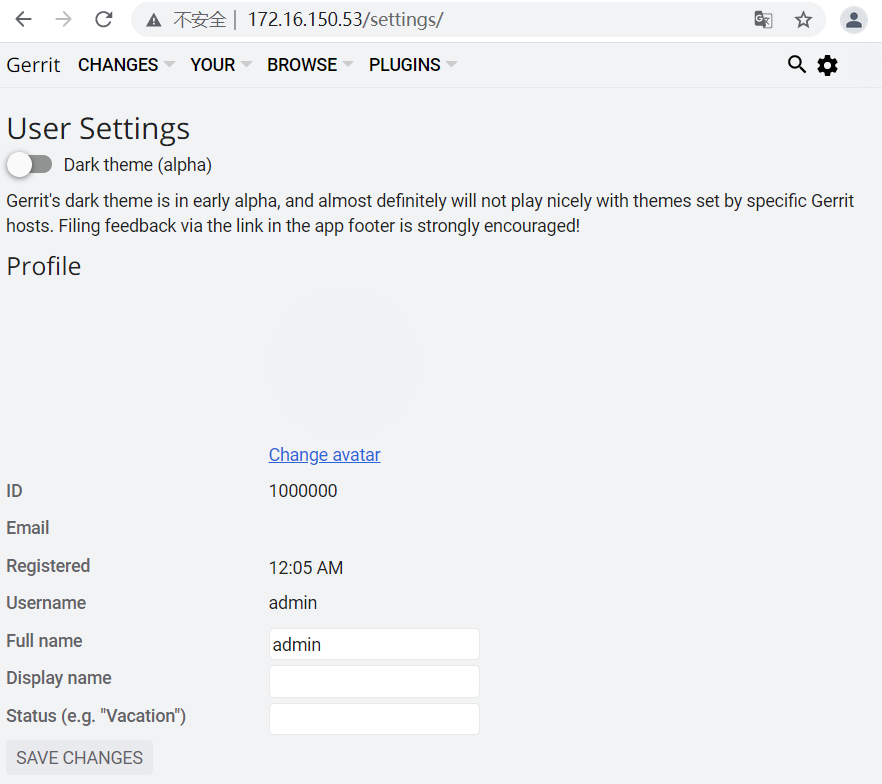 不安全 | 172.16.150.53/settings/
Gerrit CHANGES YOUR BROWSE PLUGINS
User Settings
Dark theme (alpha)
Gerrit's dark theme is in early alpha, and almost definitely will not play nicely with themes set by specific Gerrit
hosts. Filing feedback via the link in the app footer is strongly encouraged!
Profile
Change avatar
ID 1000000
Email
Registered 12:05 AM
Username admin
Full name admin
Display name
Status (e.g. "Vacation")
SAVE CHANGES